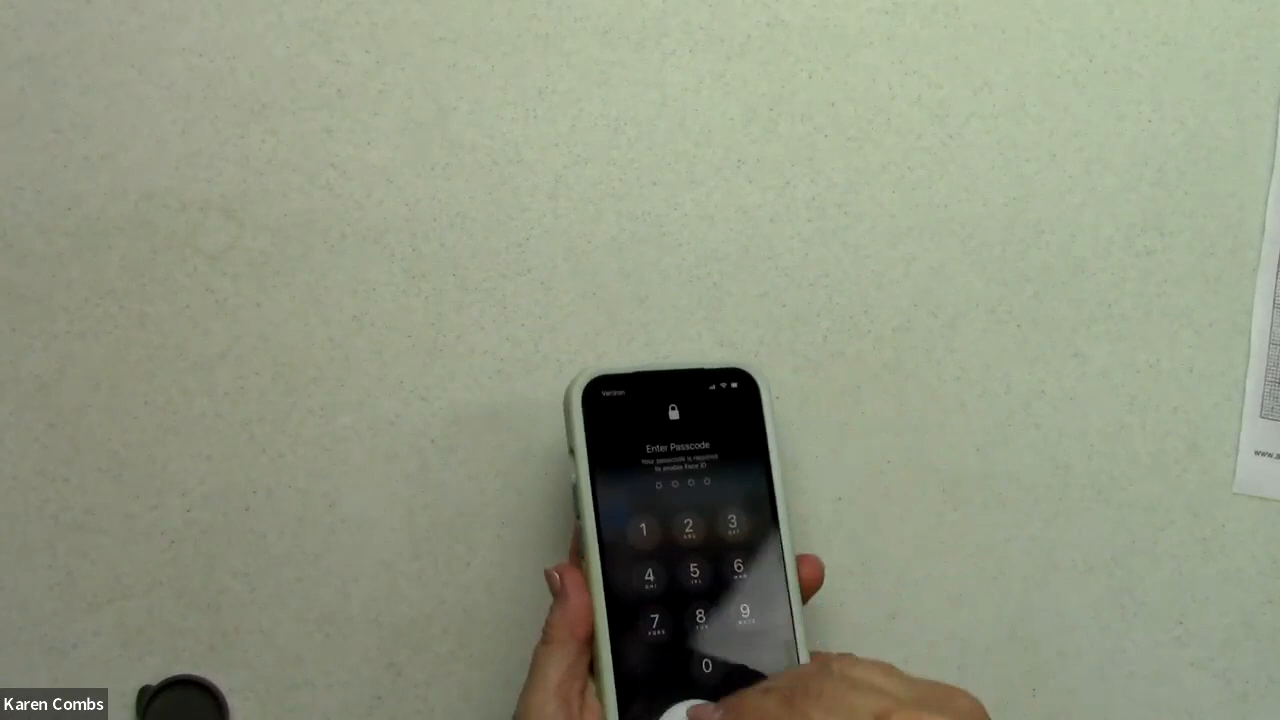 Verizon
Enter Passcode
Your passcode is required
to enable Face ID
1 2 3
ABC DEF
4 5 6
GHI JKL MNO
7 8 9
PQRS TUV WXYZ
0
www.a
Karen Combs